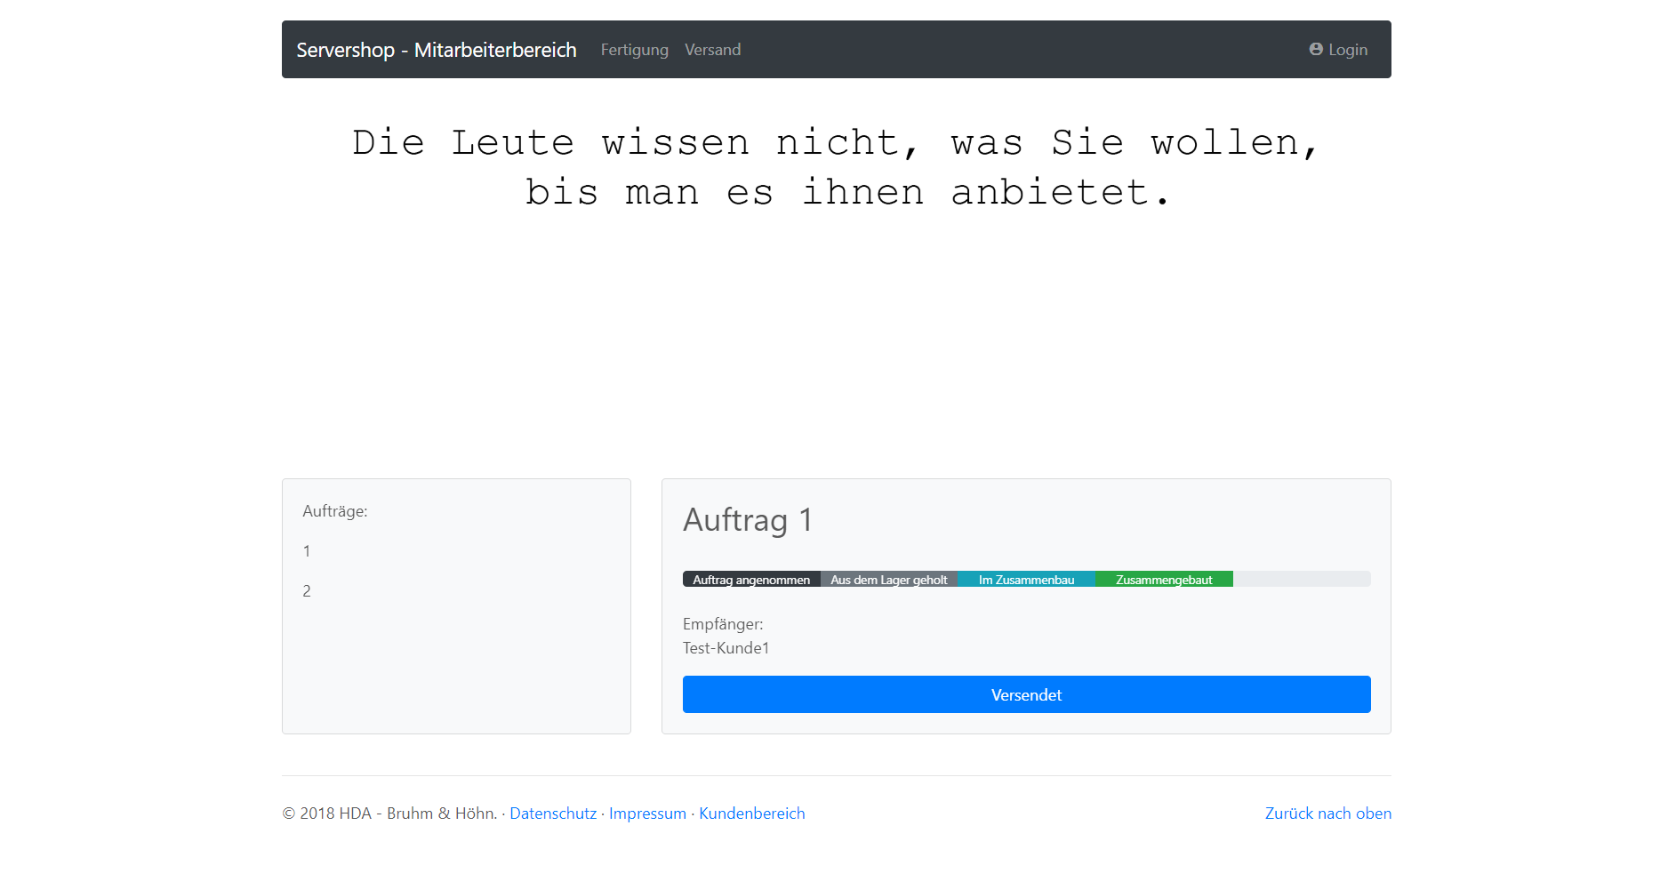 Servershop - Mitarbeiterbereich Fertigung Versand Login
Die Leute wissen nicht, was Sie wollen,
bis man es ihnen anbietet.
Aufträge:
1
2
Auftrag 1
Auftrag angenommen Aus dem Lager geholt Im Zusammenbau Zusammengebaut
Empfänger:
Test-Kunde1
Versendet
© 2018 HDA - Bruhm & Höhn. · Datenschutz · Impressum · Kundenbereich Zurück nach oben